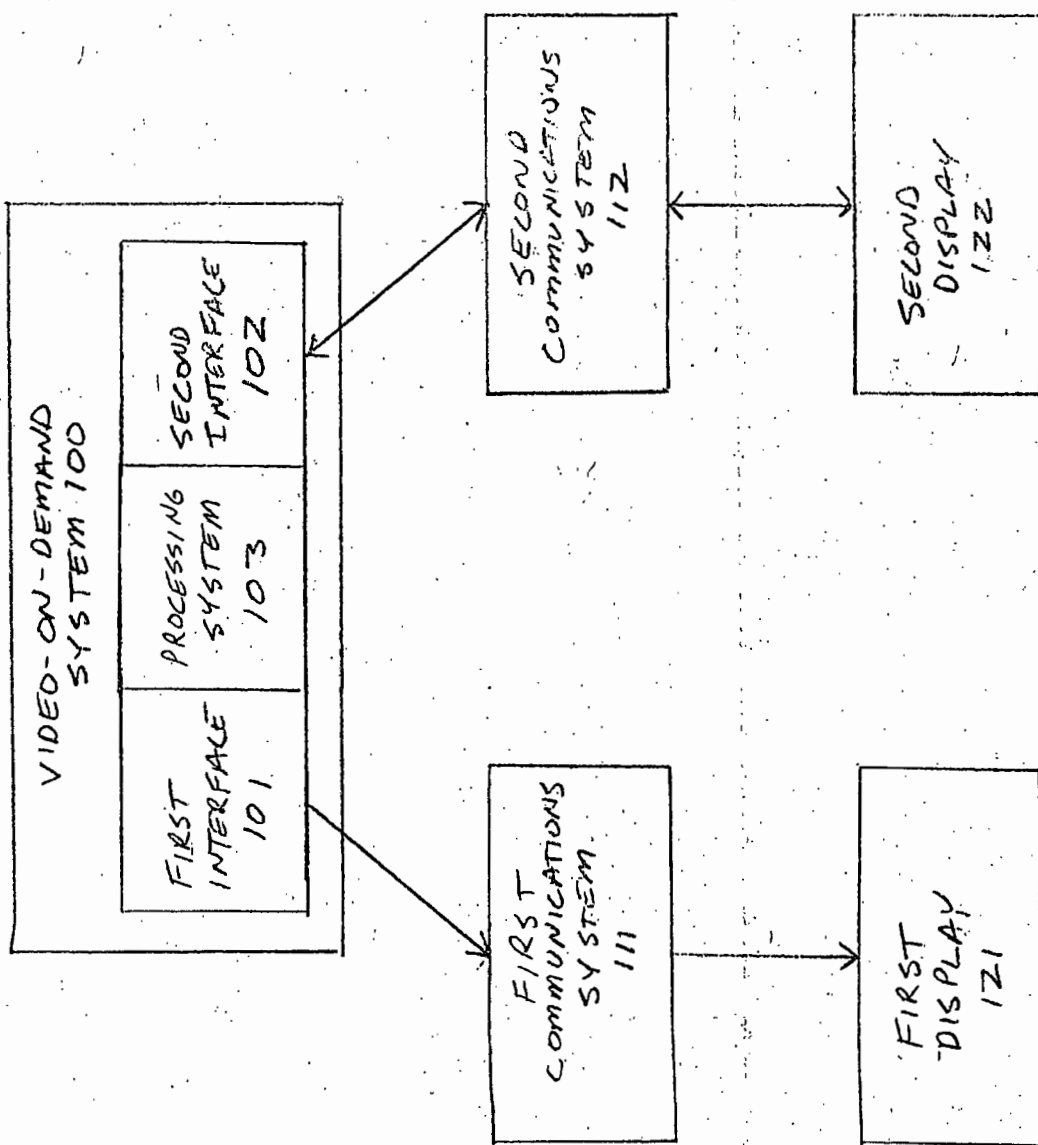 VIDEO-ON-DEMAND
SYSTEM 100
FIRST
INTERFACE
101
PROCESSING
SYSTEM
103
SECOND
INTERFACE
102
FIRST
COMMUNICATIONS
SYSTEM.
111
SECOND
COMMUNICATIONS
SYSTEM
112
FIRST
DISPLAY
121
SECOND
DISPLAY
122